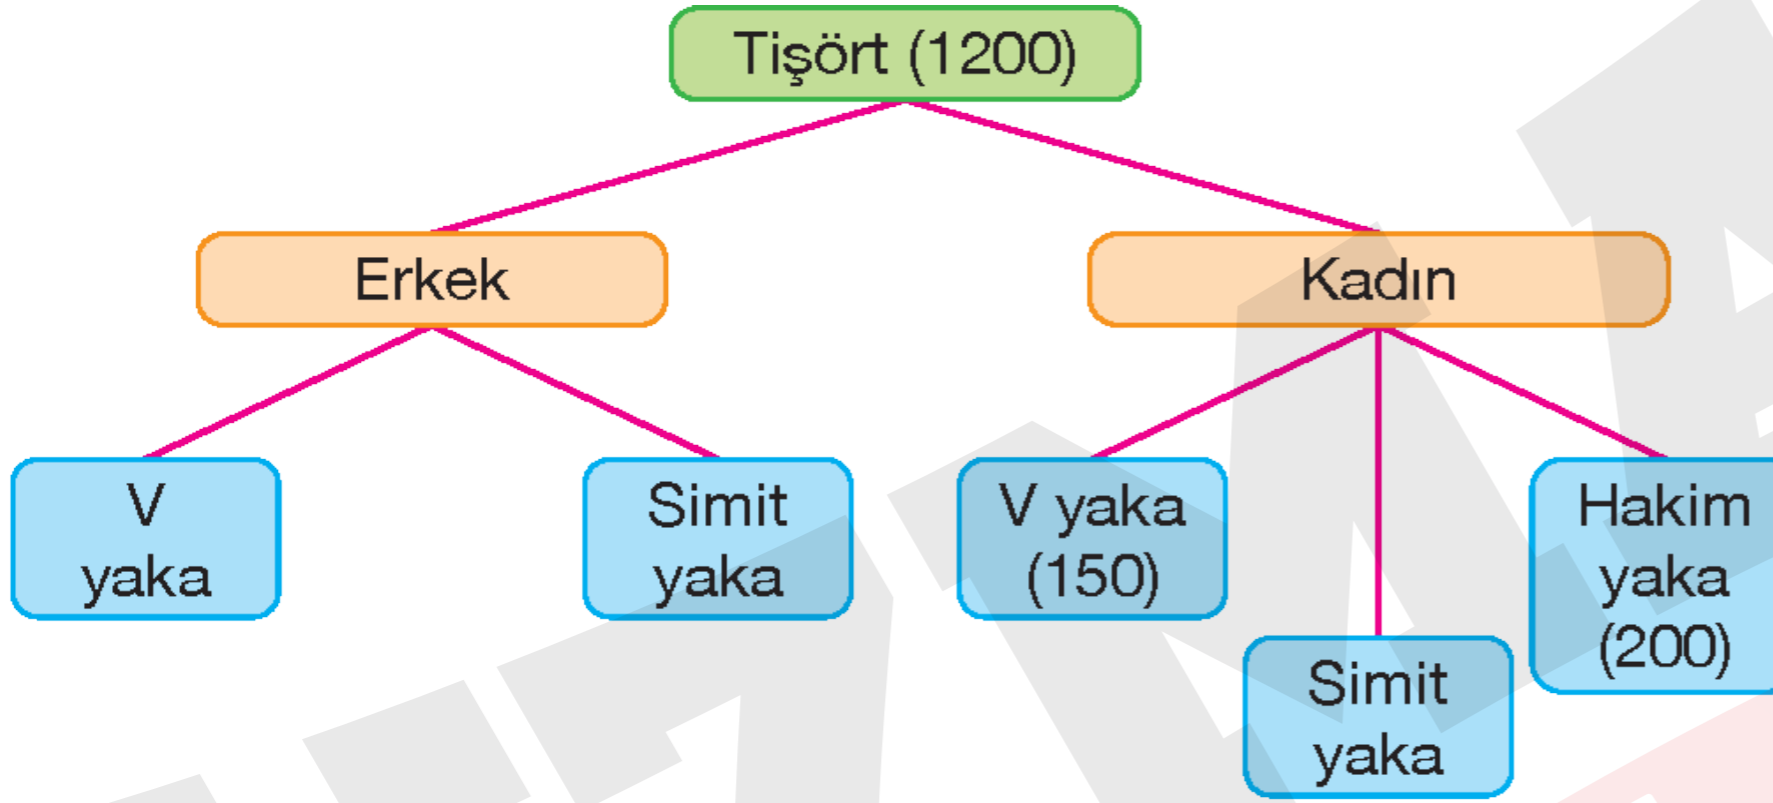 Tişört (1200)
Erkek
Kadın
V
yaka
Simit
yaka
V yaka
(150)
Simit
yaka
Hakim
yaka
(200)